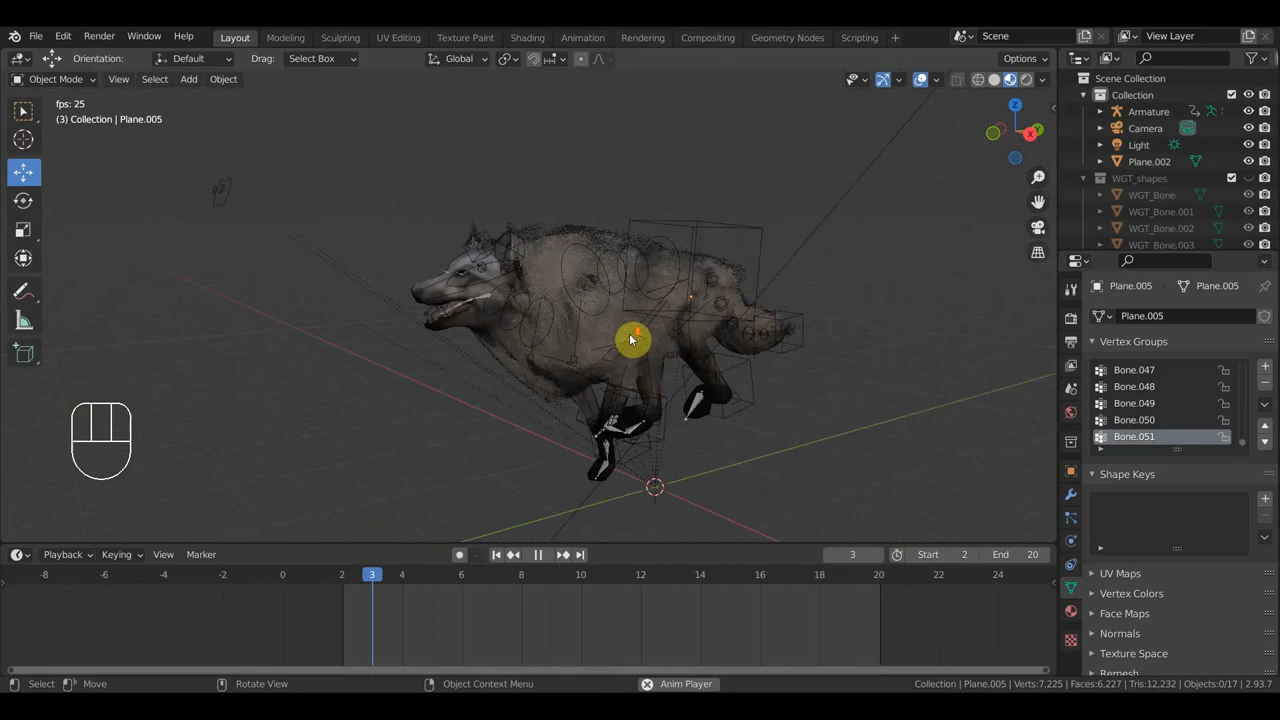 File Edit Render Window Help Layout Modeling Sculpting UV Editing Texture Paint Shading Animation Rendering Compositing Geometry Nodes Scripting + Scene View Layer
Orientation: Default Drag: Select Box Global Options
Object Mode View Select Add Object
fps: 25
(3) Collection | Plane.005
Z
Y
X
Scene Collection
Collection
Armature
Camera
Light
Plane.002
WGT_shapes
WGT_Bone
WGT_Bone.001
WGT_Bone.002
WGT_Bone.003
Plane.005 Plane.005
Plane.005
Vertex Groups
Bone.047
Bone.048
Bone.049
Bone.050
Bone.051
Shape Keys
UV Maps
Vertex Colors
Face Maps
Normals
Texture Space
Remesh
Playback Keying View Marker 3 Start 2 End 20
-8 -6 -4 -2 0 2 3 4 6 8 10 12 14 16 18 20 22 24
Select Move Rotate View Object Context Menu Anim Player Collection | Plane.005 | Verts:7,225 | Faces:6,227 | Tris:12,232 | Objects:0/17 | 2.93.7